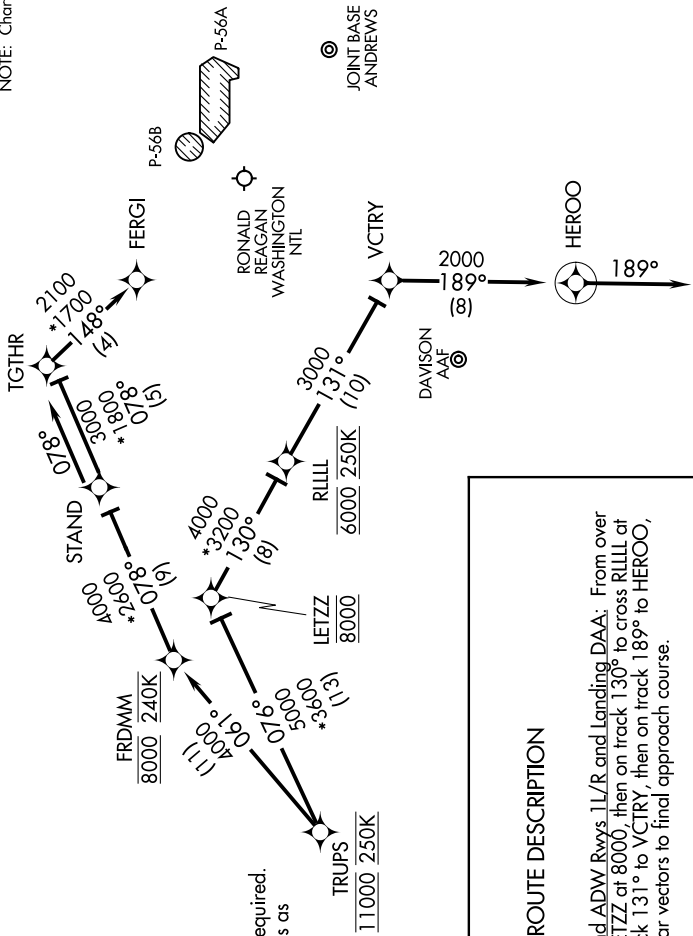 NOTE: Char
P-56A
P-56B
JOINT BASE
ANDREWS
RONALD
REAGAN
WASHINGTON
NTL
FERGI
TGTHR
2100
*1700
148°
(4)
078°
3000
*1800
078°
(5)
STAND
4000
*2600
078°
(9)
FRDMM
8000 240K
(11)
4000
061°
TRUPS
11000 250K
076°
5000
*3600
(13)
LETZZ
8000
4000
*3200
130°
(8)
RLLLL
6000 250K
3000
131°
(10)
VCTRY
DAVISON
AAF
2000
189°
(8)
HEROO
189°
equired.
s as
ROUTE DESCRIPTION
nd ADW Rwys 1L/R and Landing DAA: From over
ETZZ at 8000, then on track 130° to cross RLLLL at
ck 131° to VCTRY, then on track 189° to HEROO,
ar vectors to final approach course.